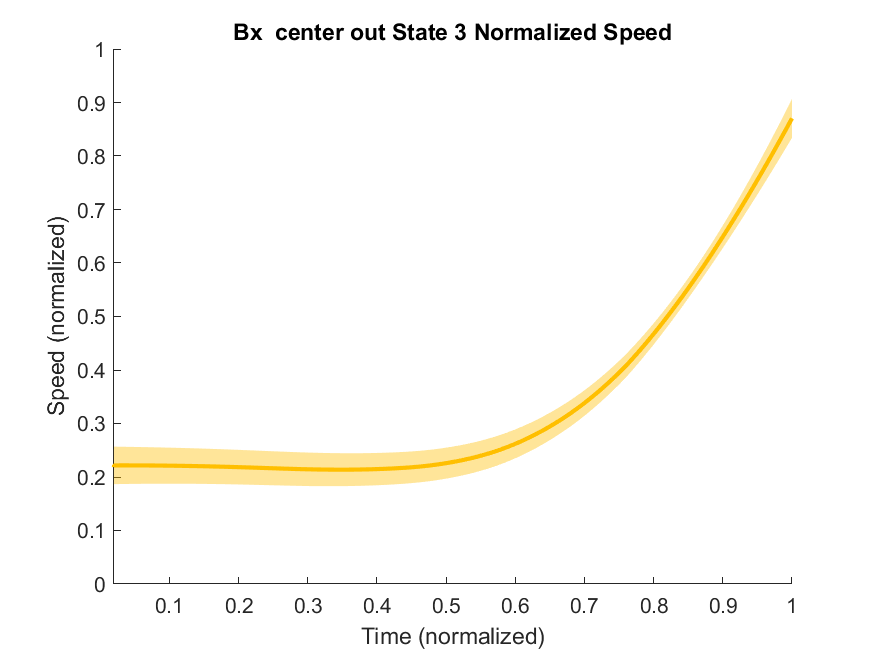 Bx  center out State 3 Normalized Speed
1
0.9
0.8
0.7
0.6
0.5
0.4
0.3
0.2
0.1
0
Speed (normalized)
0.1 0.2 0.3 0.4 0.5 0.6 0.7 0.8 0.9 1
Time (normalized)